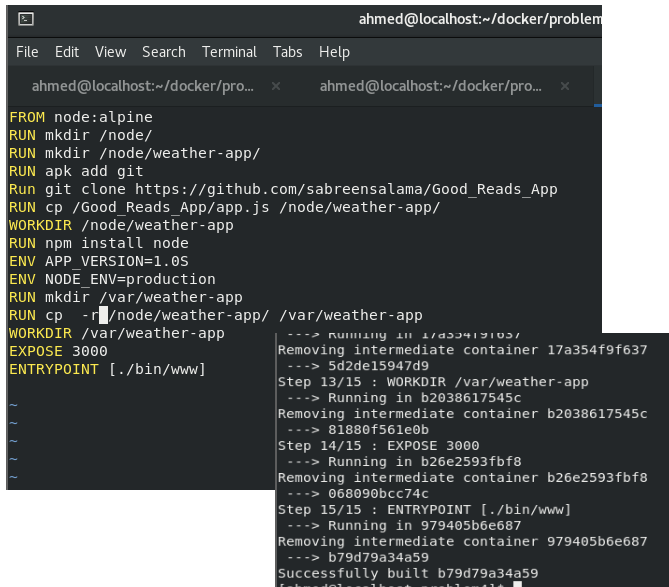 ahmed@localhost:~/docker/problem
File Edit View Search Terminal Tabs Help
ahmed@localhost:~/docker/pro... × ahmed@localhost:~/docker/pro... ×
FROM node:alpine
RUN mkdir /node/
RUN mkdir /node/weather-app/
RUN apk add git
Run git clone https://github.com/sabreensalama/Good_Reads_App
RUN cp /Good_Reads_App/app.js /node/weather-app/
WORKDIR /node/weather-app
RUN npm install node
ENV APP_VERSION=1.0S
ENV NODE_ENV=production
RUN mkdir /var/weather-app
RUN cp  -r /node/weather-app/ /var/weather-app
WORKDIR /var/weather-app
EXPOSE 3000
ENTRYPOINT [./bin/www]
~
~
~
~
~
---> Running in 17a354f9f637
Removing intermediate container 17a354f9f637
---> 5d2de15947d9
Step 13/15 : WORKDIR /var/weather-app
---> Running in b2038617545c
Removing intermediate container b2038617545c
---> 81880f561e0b
Step 14/15 : EXPOSE 3000
---> Running in b26e2593fbf8
Removing intermediate container b26e2593fbf8
---> 068090bcc74c
Step 15/15 : ENTRYPOINT [./bin/www]
---> Running in 979405b6e687
Removing intermediate container 979405b6e687
---> b79d79a34a59
Successfully built b79d79a34a59